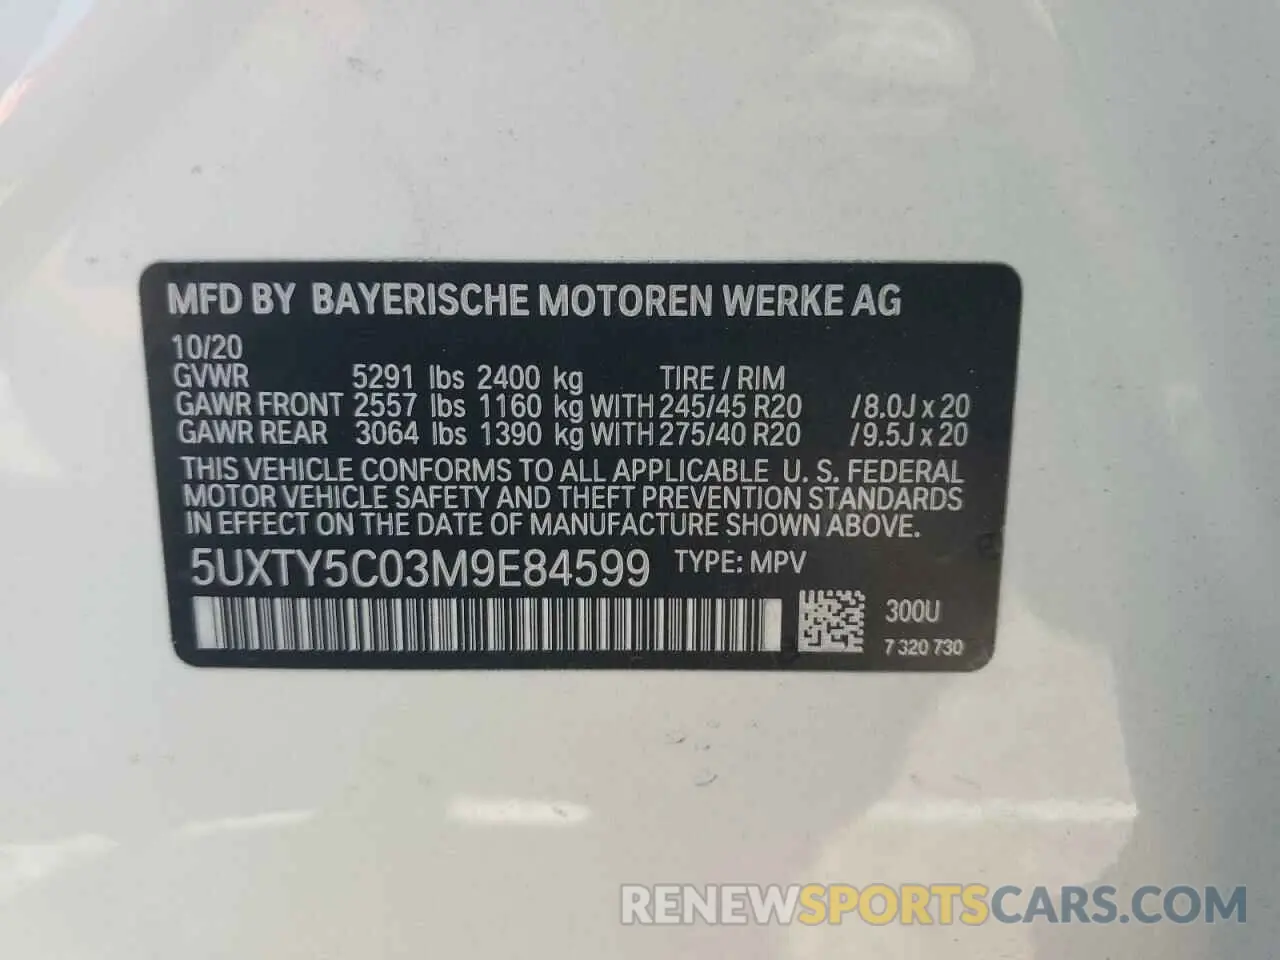 MFD BY BAYERISCHE MOTOREN WERKE AG
10/20
GVWR 5291 lbs 2400 kg TIRE / RIM
GAWR FRONT 2557 lbs 1160 kg WITH 245/45 R20 /8.0J x 20
GAWR REAR 3064 lbs 1390 kg WITH 275/40 R20 /9.5J x 20
THIS VEHICLE CONFORMS TO ALL APPLICABLE U. S. FEDERAL
MOTOR VEHICLE SAFETY AND THEFT PREVENTION STANDARDS
IN EFFECT ON THE DATE OF MANUFACTURE SHOWN ABOVE.
5UXTY5C03M9E84599 TYPE: MPV
300U
7 320 730
RENEWSPORTSCARS.COM